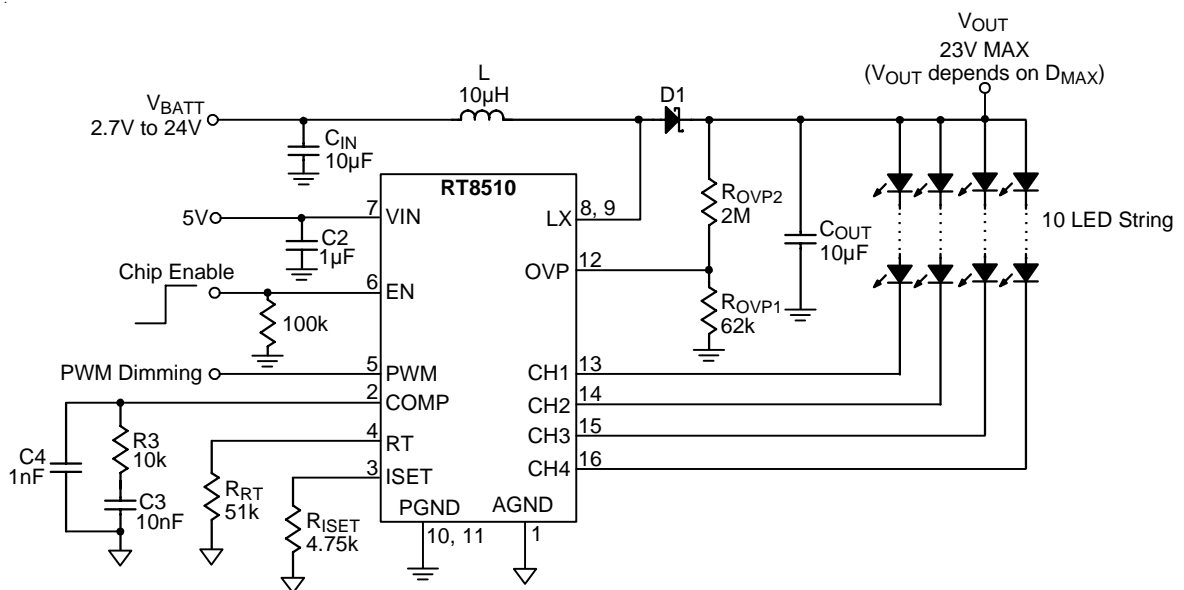 VOUT
23V MAX
(VOUT depends on DMAX)
L
10µH
D1
VBATT
2.7V to 24V
CIN
10µF
RT8510
7
VIN
5V
C2
1µF
LX
8, 9
ROVP2
2M
COUT
10µF
10 LED String
OVP
12
Chip Enable
6
EN
100k
ROVP1
62k
PWM Dimming
5
PWM
CH1
13
2
COMP
CH2
14
4
RT
CH3
15
3
ISET
CH4
16
C4
1nF
R3
10k
C3
10nF
RRT
51k
RISET
4.75k
PGND
AGND
10, 11
1